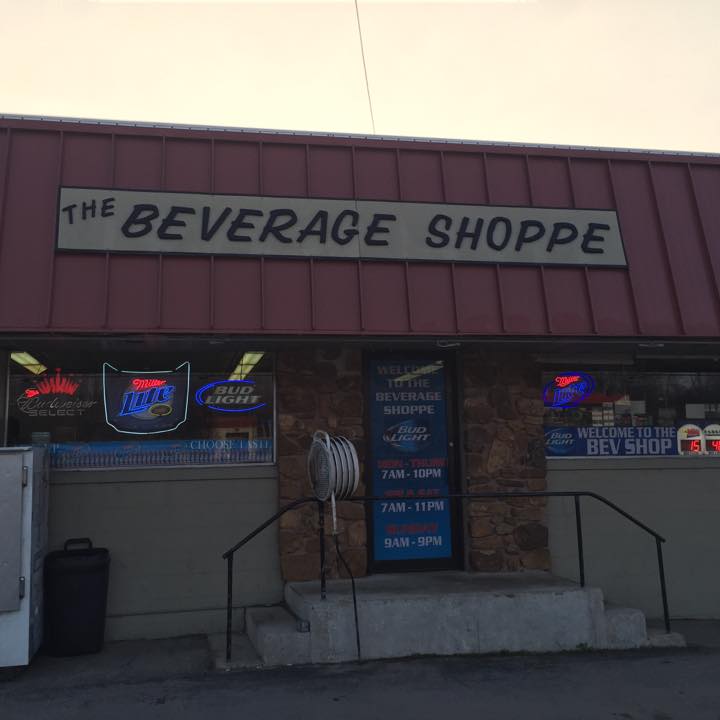 THE BEVERAGE SHOPPE
Budweiser
SELECT
Miller
Lite
BUD
LIGHT
CHOOSE TASTE
WELCOME
TO THE
BEVERAGE
SHOPPE
BUD
LIGHT
MON - THURS
7AM - 10PM
FRI & SAT
7AM - 11PM
SUNDAY
9AM - 9PM
Miller
Lite
BUD
LIGHT
WELCOME TO THE
BEV SHOP
15